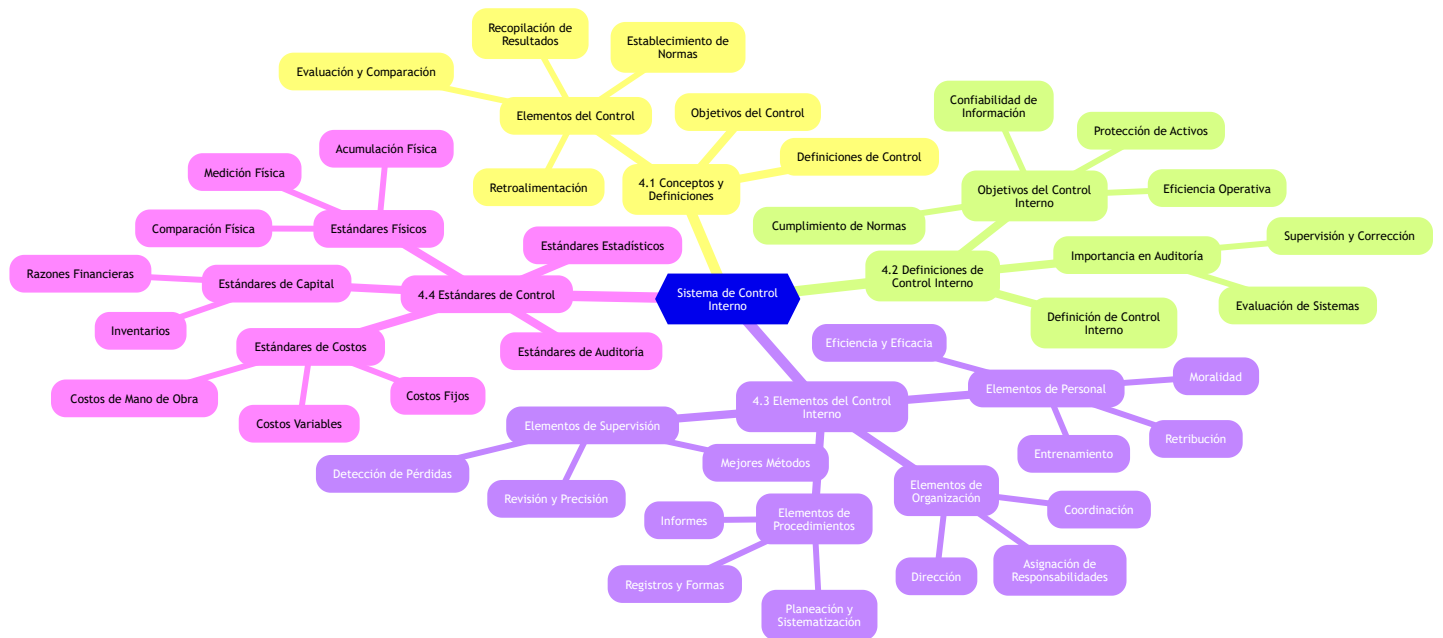 Sistema de Control
Interno
4.1 Conceptos y
Definiciones
Elementos del Control
Recopilación de
Resultados
Establecimiento de
Normas
Evaluación y Comparación
Retroalimentación
Objetivos del Control
Definiciones de Control
4.2 Definiciones de
Control Interno
Objetivos del Control
Interno
Confiabilidad de
Información
Protección de Activos
Eficiencia Operativa
Cumplimiento de Normas
Importancia en Auditoría
Supervisión y Corrección
Evaluación de Sistemas
Definición de Control
Interno
4.3 Elementos del Control
Interno
Elementos de Personal
Eficiencia y Eficacia
Moralidad
Retribución
Entrenamiento
Elementos de
Organización
Coordinación
Asignación de
Responsabilidades
Dirección
Elementos de
Procedimientos
Informes
Registros y Formas
Planeación y
Sistematización
Elementos de Supervisión
Detección de Pérdidas
Revisión y Precisión
Mejores Métodos
4.4 Estándares de Control
Estándares Estadísticos
Estándares de Auditoría
Estándares Físicos
Acumulación Física
Medición Física
Comparación Física
Estándares de Capital
Razones Financieras
Inventarios
Estándares de Costos
Costos de Mano de Obra
Costos Variables
Costos Fijos